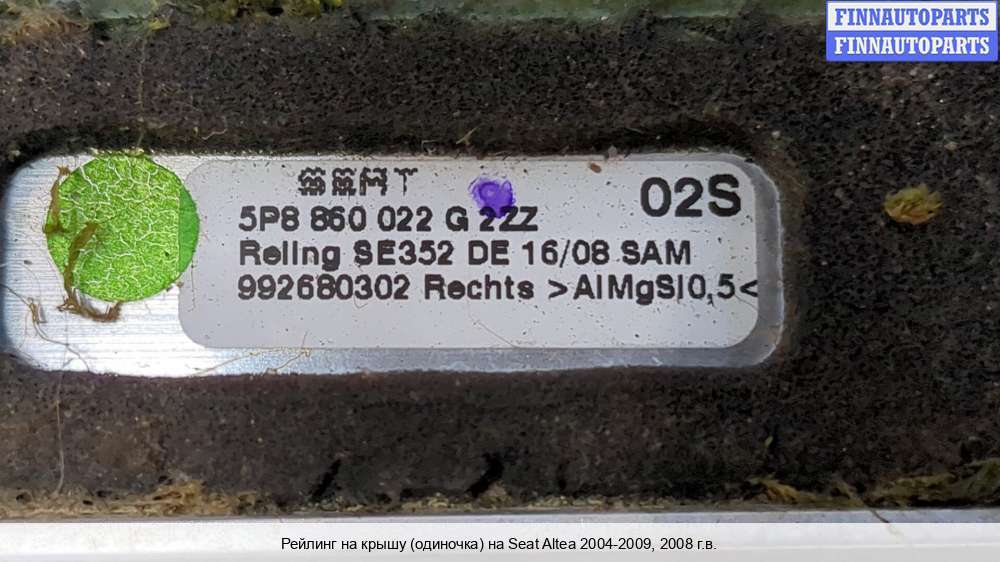 FINNAUTOPARTS
FINNAUTOPARTS
SEAT 02S
5P8 860 022 G 2ZZ
Reling SE352 DE 16/08 SAM
992680302 Rechts >AlMgSi0,5<
Рейлинг на крышу (одиночка) на Seat Altea 2004-2009, 2008 г.в.